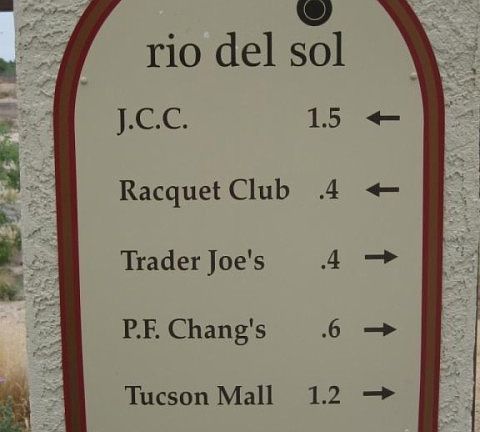 rio del sol
J.C.C. 1.5 ←
Racquet Club .4 ←
Trader Joe's .4 →
P.F. Chang's .6 →
Tucson Mall 1.2 →